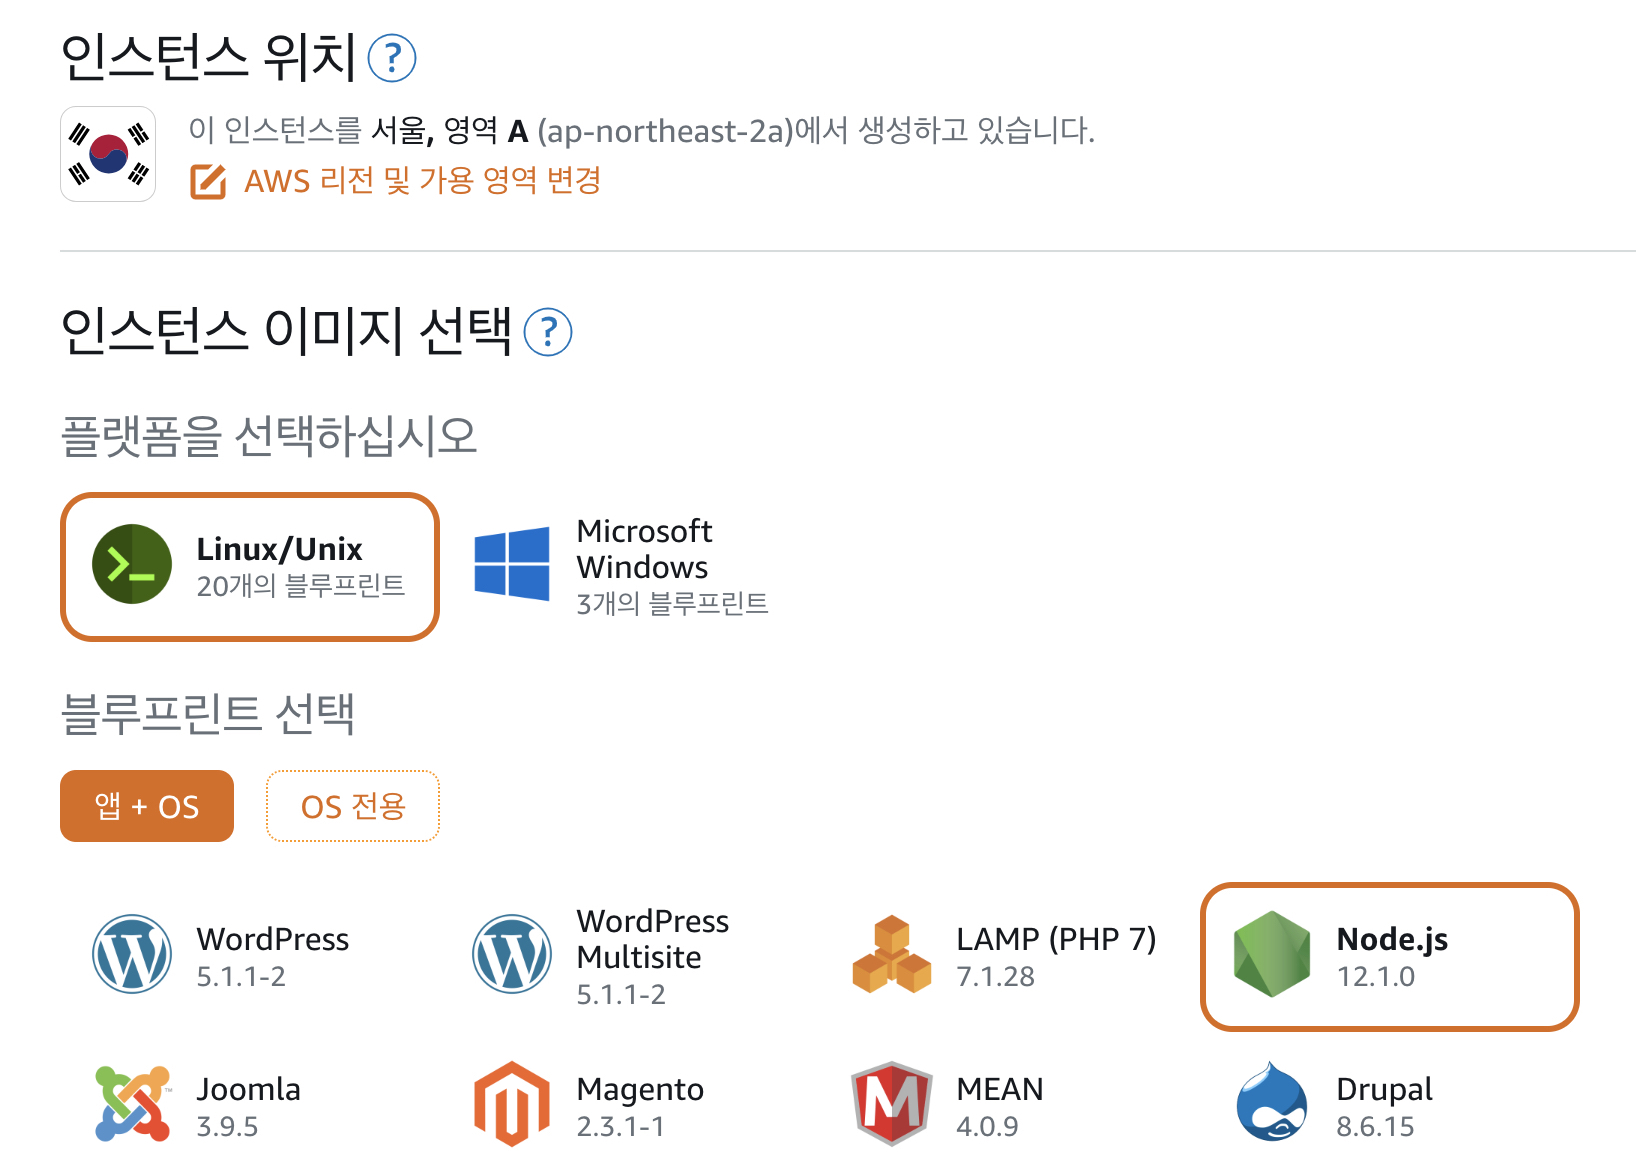 인스턴스 위치 ?
이 인스턴스를 서울, 영역 A (ap-northeast-2a)에서 생성하고 있습니다.
AWS 리전 및 가용 영역 변경
인스턴스 이미지 선택 ?
플랫폼을 선택하십시오
Linux/Unix
20개의 블루프린트
Microsoft
Windows
3개의 블루프린트
블루프린트 선택
앱 + OS
OS 전용
WordPress
5.1.1-2
WordPress
Multisite
5.1.1-2
LAMP (PHP 7)
7.1.28
Node.js
12.1.0
Joomla
3.9.5
Magento
2.3.1-1
MEAN
4.0.9
Drupal
8.6.15